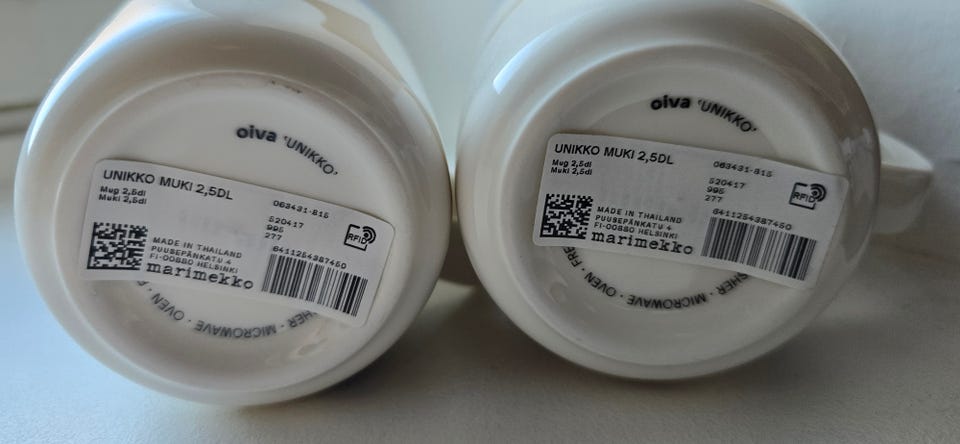 oiva 'UNIKKO'
UNIKKO MUKI 2,5DL
Mug 2,5dl
Muki 2,5dl
063431-815
520417
995
277
RFID
MADE IN THAILAND
PUUSEPÄNKATU 4
FI-00880 HELSINKI
marimekko
6411254387450
HER · MICROWAVE · OVEN ·
oiva 'UNIKKO'
UNIKKO MUKI 2,5DL
Mug 2,5dl
Muki 2,5dl
063431-815
520417
995
277
RFID
MADE IN THAILAND
PUUSEPÄNKATU 4
FI-00880 HELSINKI
marimekko
6411254387450
HER · MICROWAVE · OVEN · FRE